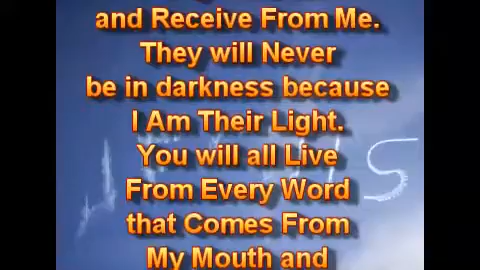 and Receive From Me.
They will Never
be in darkness because
I Am Their Light.
You will all Live
From Every Word
that Comes From
My Mouth and